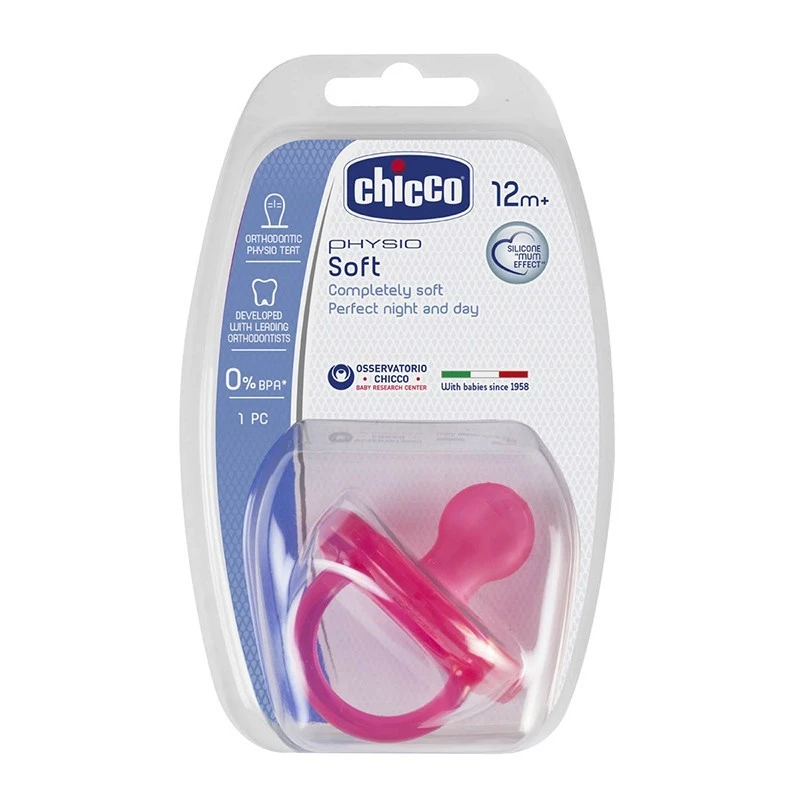 chicco
12m+
PHYSIO
Soft
Completely soft
Perfect night and day
SILICONE
"MUM
EFFECT"
ORTHODONTIC
PHYSIO TEAT
DEVELOPED
WITH LEADING
ORTHODONTISTS
0% BPA*
1 PC
OSSERVATORIO
• CHICCO •
BABY RESEARCH CENTER
With babies since 1958